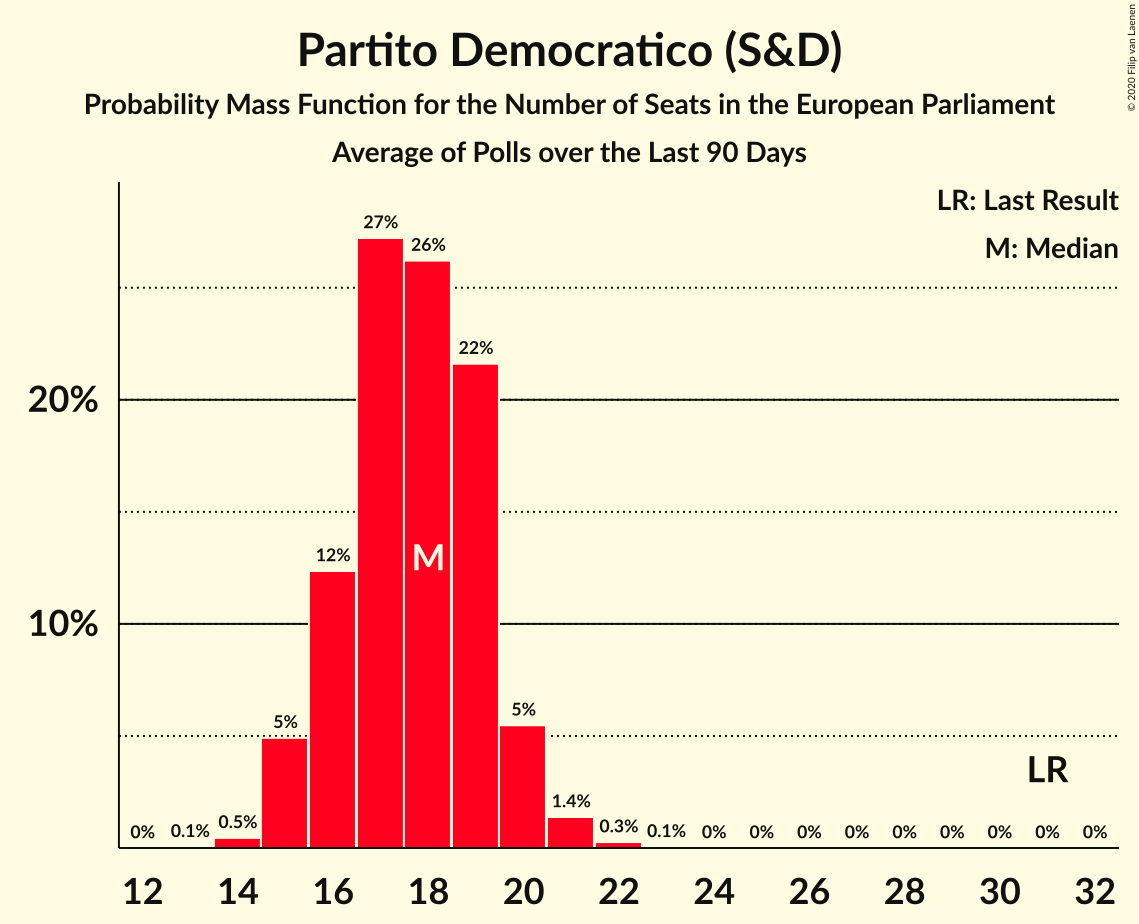 Partito Democratico (S&D)
Probability Mass Function for the Number of Seats in the European Parliament
Average of Polls over the Last 90 Days
© 2020 Filip van Laenen
LR: Last Result
M: Median
27%
26%
22%
20%
12%
M
10%
5%
5%
LR
1.4%
0% 0.1% 0.5% 0.3% 0.1% 0% 0% 0% 0% 0% 0% 0% 0% 0%
12 14 16 18 20 22 24 26 28 30 32